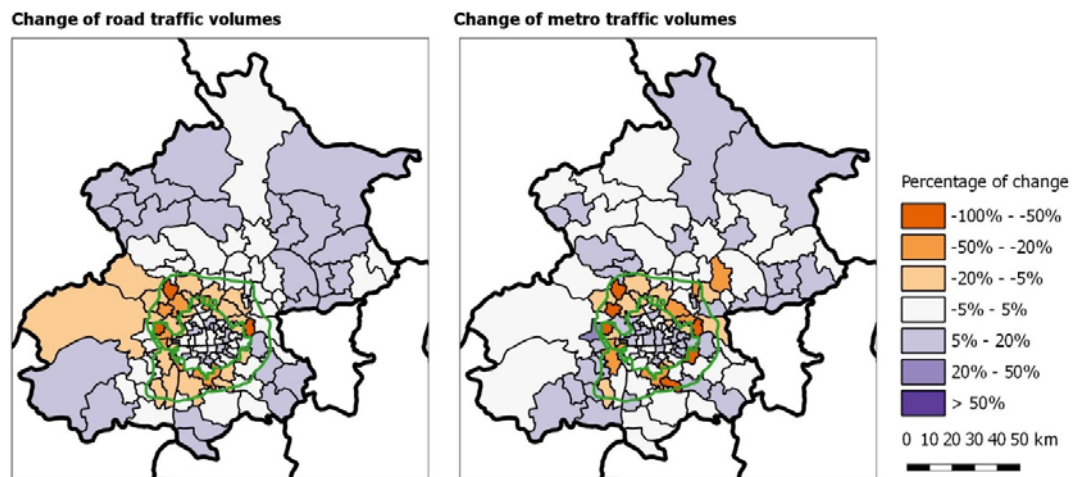 Change of road traffic volumes
Change of metro traffic volumes
Percentage of change
-100% - -50%
-50% - -20%
-20% - -5%
-5% - 5%
5% - 20%
20% - 50%
> 50%
0 10 20 30 40 50 km